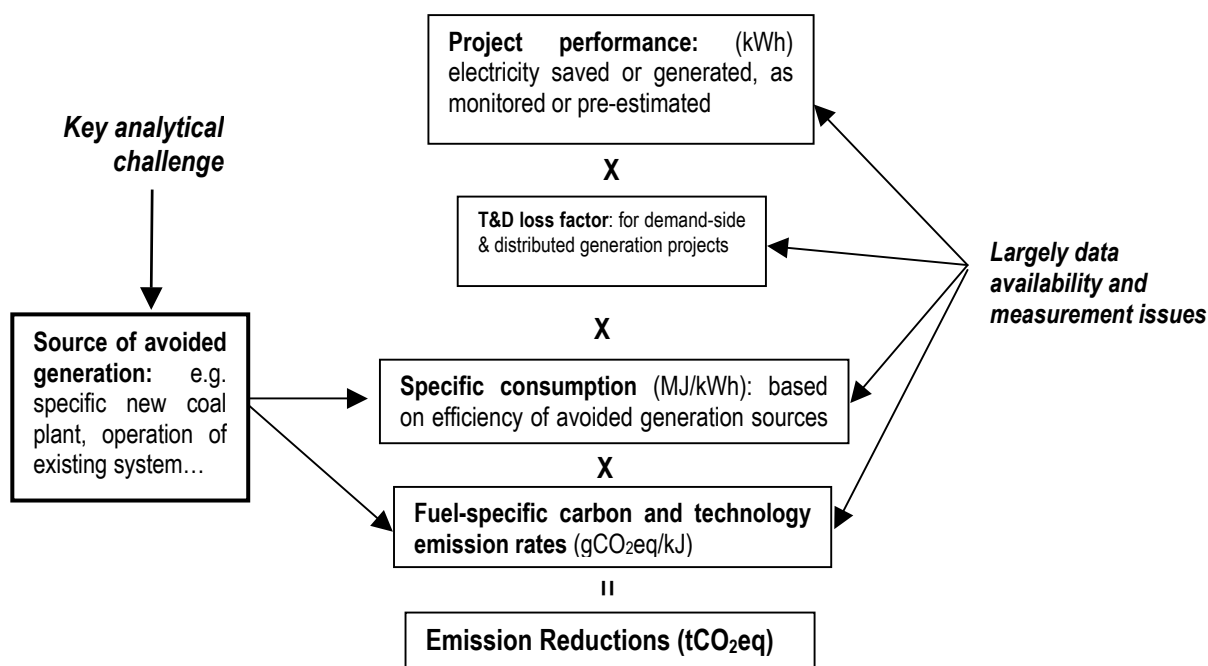 Project performance: (kWh)
electricity saved or generated, as
monitored or pre-estimated
Key analytical
challenge
X
T&D loss factor: for demand-side
& distributed generation projects
Largely data
availability and
measurement issues
X
Source of avoided
generation: e.g.
specific new coal
plant, operation of
existing system…
Specific consumption (MJ/kWh): based
on efficiency of avoided generation sources
X
Fuel-specific carbon and technology
emission rates (gCO₂eq/kJ)
=
Emission Reductions (tCO₂eq)